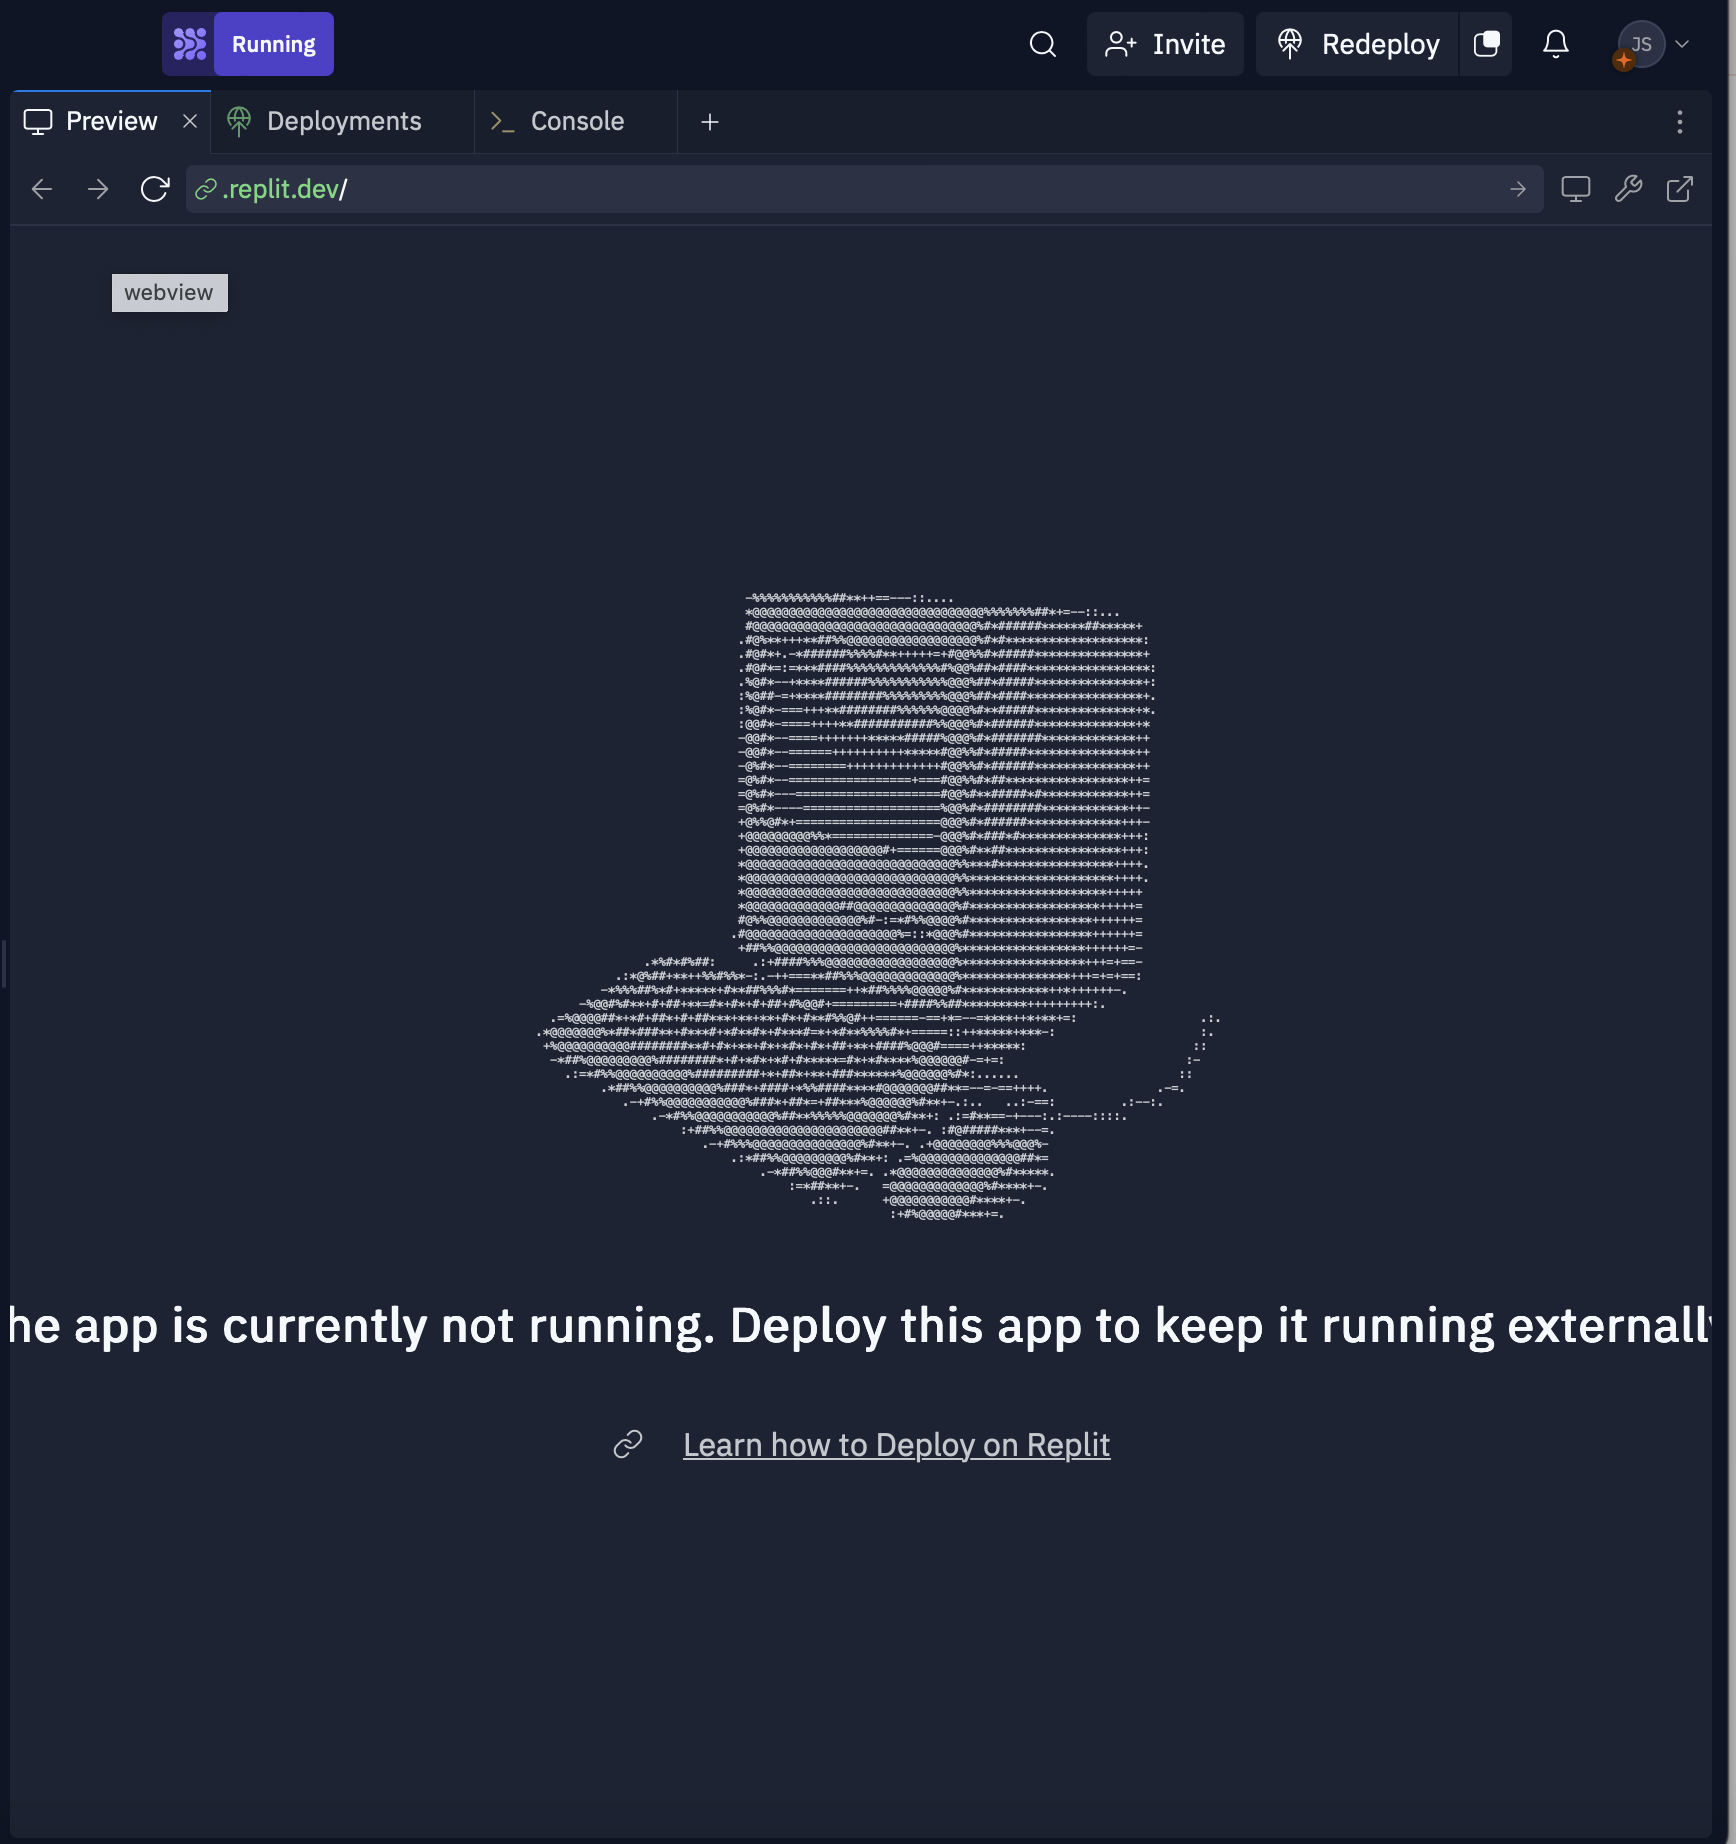 Running
Invite
Redeploy
JS
Preview
Deployments
Console
.replit.dev/
webview
he app is currently not running. Deploy this app to keep it running externally
Learn how to Deploy on Replit